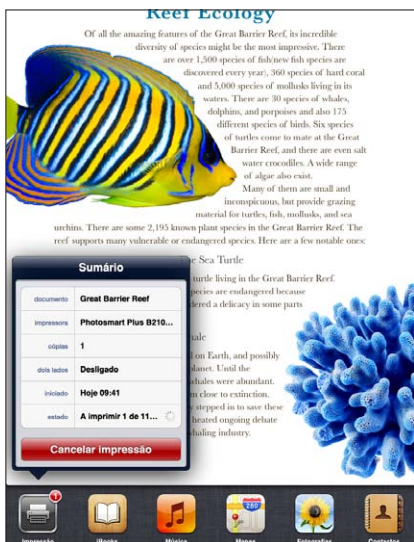 Reef Ecology
Of all the amazing features of the Great Barrier Reef, its incredible
diversity of species might be the most impressive. There
are over 1,500 species of fish(new fish species are
discovered every year), 360 species of hard coral
and 5,000 species of mollusks living in its
waters. There are 30 species of whales,
dolphins, and porpoises and also 175
different species of birds. Six species
of turtles come to mate at the Great
Barrier Reef, and there are even salt
water crocodiles. A wide range
of algae also exist.
Many of them are small and
inconspicuous, but provide grazing
material for turtles, fish, mollusks, and sea
urchins. There are some 2,195 known plant species in the Great Barrier Reef. The
reef supports many vulnerable or endangered species. Here are a few notable ones:
The Sea Turtle
turtle living in the Great Barrier Reef.
species are endangered because
dered a delicacy in some parts
hale
l on Earth, and possibly
planet. Until the
whales were abundant.
m close to extinction.
y stepped in to save these
heated ongoing debate
whaling industry.
Sumário
documento Great Barrier Reef
impressora Photosmart Plus B210...
cópias 1
dois lados Desligado
iniciado Hoje 09:41
estado A imprimir 1 de 11...
Cancelar impressão
1
280
Impressão iBooks Música Mapas Fotografias Contactos